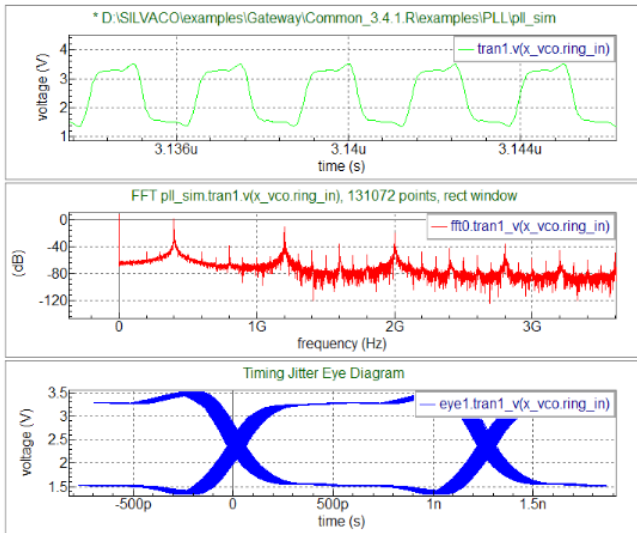 * D:\SILVACO\examples\Gateway\Common_3.4.1.R\examples\PLL\pll_sim
tran1.v(x_vco.ring_in)
voltage (V)
4
3
2
1
3.136u
3.14u
3.144u
time (s)
FFT pll_sim.tran1.v(x_vco.ring_in), 131072 points, rect window
fft0.tran1_v(x_vco.ring_in)
(dB)
0
-40
-80
-120
0
1G
2G
3G
frequency (Hz)
Timing Jitter Eye Diagram
eye1.tran1_v(x_vco.ring_in)
voltage (V)
3.5
3
2.5
2
1.5
-500p
0
500p
1n
1.5n
time (s)